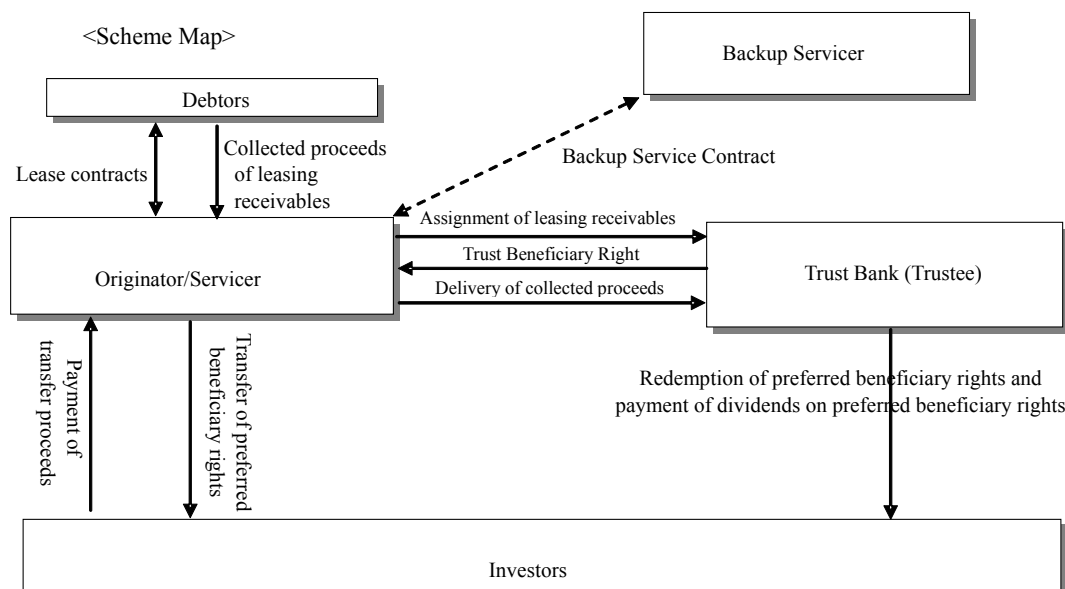 <Scheme Map>
Backup Servicer
Debtors
Lease contracts
Collected proceeds
of leasing
receivables
Backup Service Contract
Originator/Servicer
Assignment of leasing receivables
Trust Beneficiary Right
Delivery of collected proceeds
Trust Bank (Trustee)
Payment of
transfer proceeds
Transfer of preferred
beneficiary rights
Redemption of preferred beneficiary rights and
payment of dividends on preferred beneficiary rights
Investors